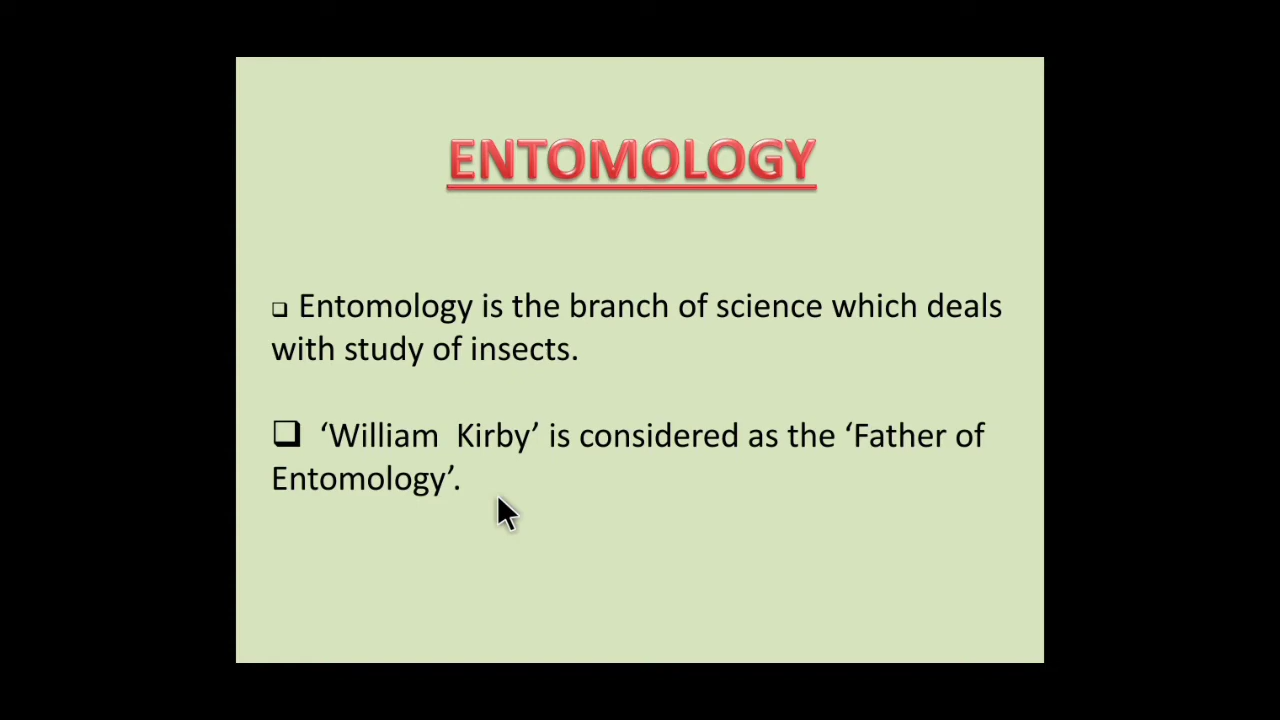 ENTOMOLOGY
❑ Entomology is the branch of science which deals
with study of insects.
❑ ‘William Kirby’ is considered as the ‘Father of
Entomology’.